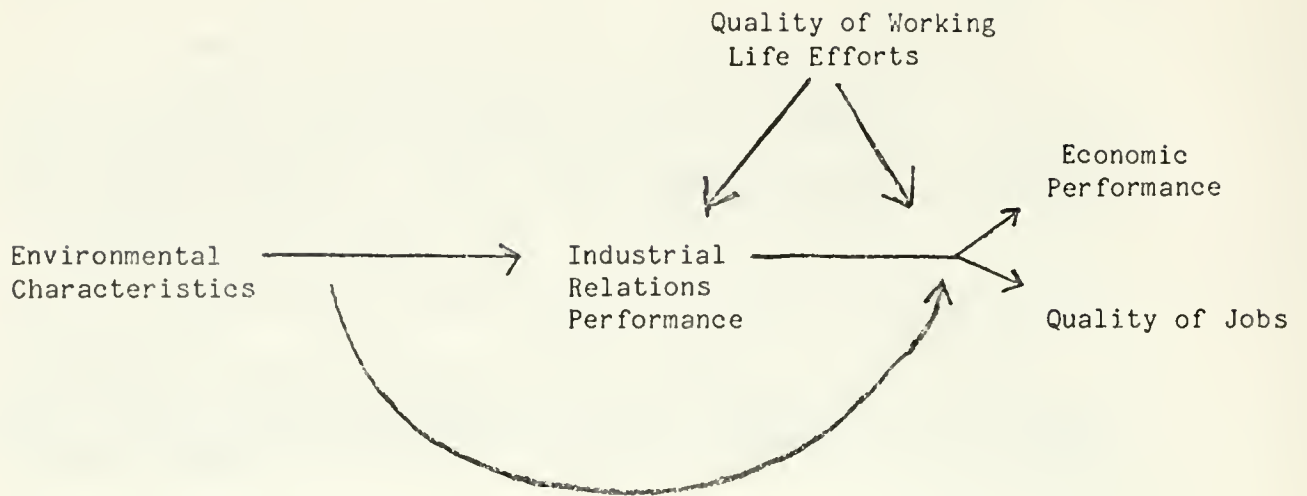 Quality of Working
Life Efforts
Economic
Performance
Environmental
Characteristics
Industrial
Relations
Performance
Quality of Jobs